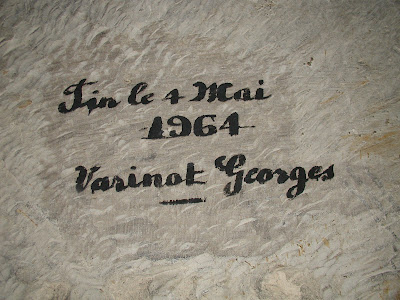 Fin le 4 Mai
1964
Varinot Georges